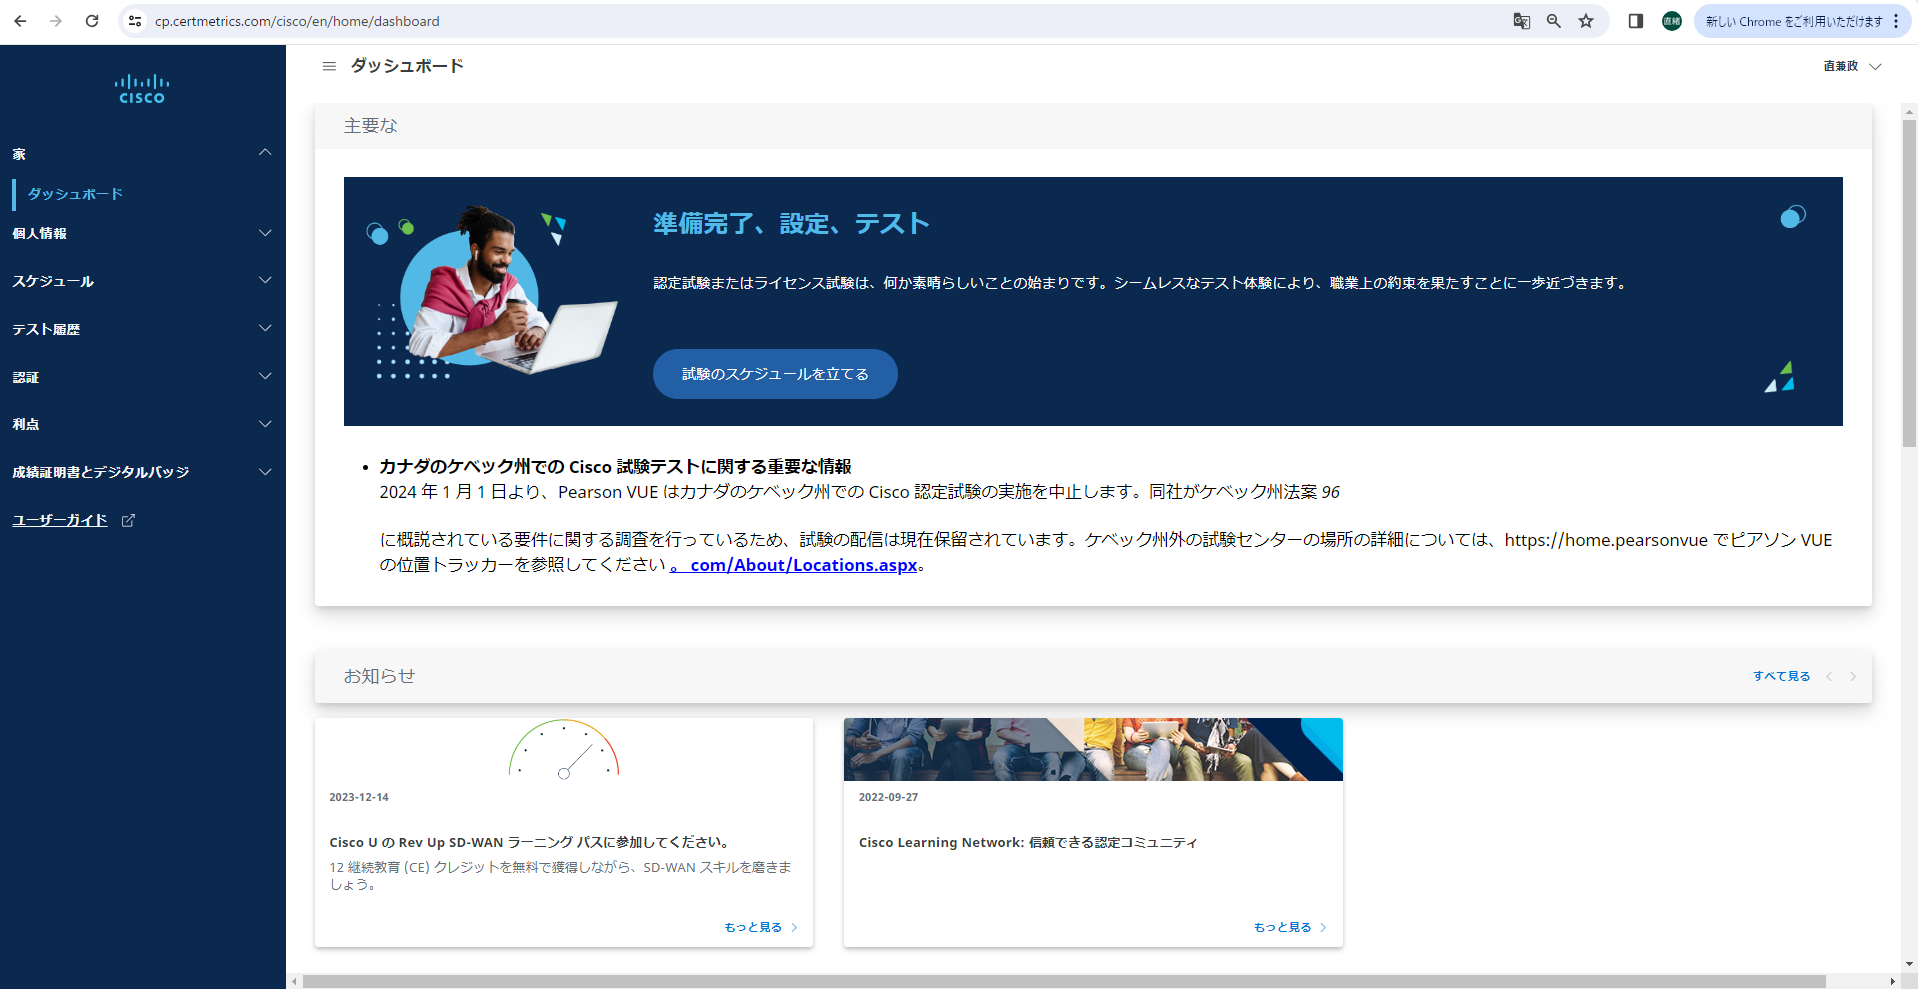 cp.certmetrics.com/cisco/en/home/dashboard
直緒
新しい Chrome をご利用いただけます
CISCO
ダッシュボード
直兼政
家
ダッシュボード
個人情報
スケジュール
テスト履歴
認証
利点
成績証明書とデジタルバッジ
ユーザーガイド
主要な
準備完了、設定、テスト
認定試験またはライセンス試験は、何か素晴らしいことの始まりです。シームレスなテスト体験により、職業上の約束を果たすことに一歩近づきます。
試験のスケジュールを立てる
カナダのケベック州での Cisco 試験テストに関する重要な情報
2024 年 1 月 1 日より、Pearson VUE はカナダのケベック州での Cisco 認定試験の実施を中止します。同社がケベック州法案 96
に概説されている要件に関する調査を行っているため、試験の配信は現在保留されています。ケベック州外の試験センターの場所の詳細については、https://home.pearsonvue でピアソン VUE
の位置トラッカーを参照してください 。 com/About/Locations.aspx。
お知らせ
すべて見る
2023-12-14
Cisco U の Rev Up SD-WAN ラーニング パスに参加してください。
12 継続教育 (CE) クレジットを無料で獲得しながら、SD-WAN スキルを磨きま
しょう。
もっと見る
2022-09-27
Cisco Learning Network: 信頼できる認定コミュニティ
もっと見る